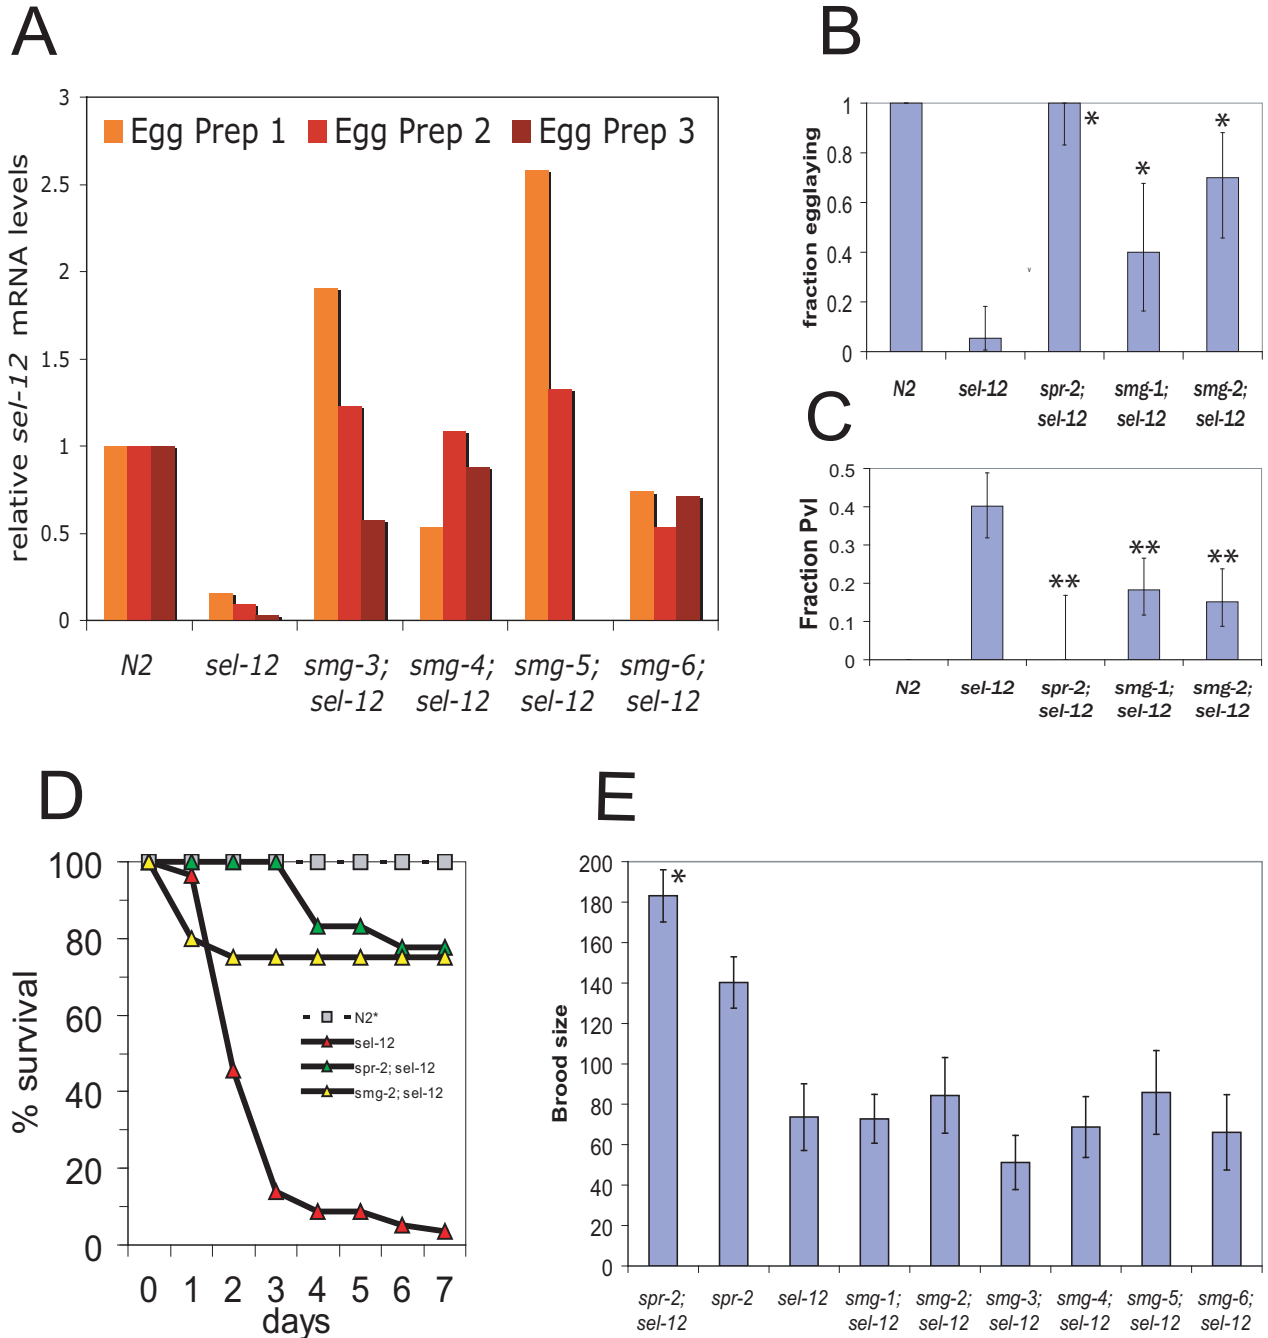 A
3
2.5
2
1.5
1
0.5
0
relative sel-12 mRNA levels
Egg Prep 1 Egg Prep 2 Egg Prep 3
N2 sel-12 smg-3; smg-4; smg-5; smg-6;
sel-12 sel-12 sel-12 sel-12
B
1
0.8
0.6
0.4
0.2
0
fraction egglaying
* * *
v
N2 sel-12 spr-2; smg-1; smg-2;
sel-12 sel-12 sel-12
C
0.5
0.4
0.3
0.2
0.1
0
Fraction Pvl
** ** **
N2 sel-12 spr-2; smg-1; smg-2;
sel-12 sel-12 sel-12
D
100
80
60
40
20
0
% survival
N2*
sel-12
spr-2; sel-12
smg-2; sel-12
0 1 2 3 4 5 6 7
days
E
200
180
160
140
120
100
80
60
40
20
0
Brood size
*
spr-2; spr-2 sel-12 smg-1; smg-2; smg-3; smg-4; smg-5; smg-6;
sel-12 sel-12 sel-12 sel-12 sel-12 sel-12 sel-12